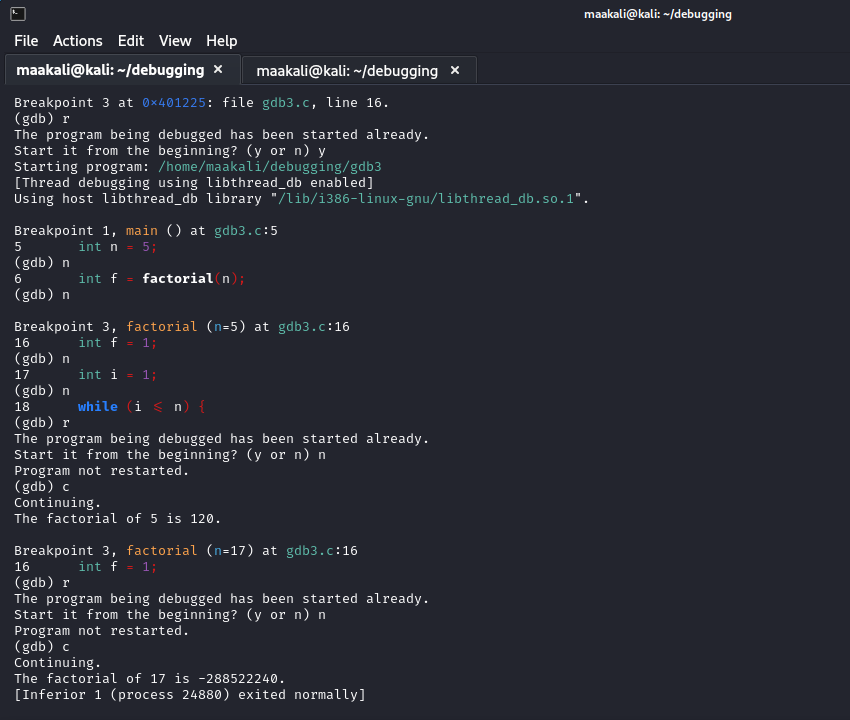 maakali@kali: ~/debugging
File Actions Edit View Help
maakali@kali: ~/debugging × maakali@kali: ~/debugging ×
Breakpoint 3 at 0×401225: file gdb3.c, line 16.
(gdb) r
The program being debugged has been started already.
Start it from the beginning? (y or n) y
Starting program: /home/maakali/debugging/gdb3
[Thread debugging using libthread_db enabled]
Using host libthread_db library "/lib/i386-linux-gnu/libthread_db.so.1".
Breakpoint 1, main () at gdb3.c:5
5 int n = 5;
(gdb) n
6 int f = factorial(n);
(gdb) n
Breakpoint 3, factorial (n=5) at gdb3.c:16
16 int f = 1;
(gdb) n
17 int i = 1;
(gdb) n
18 while (i ≤ n) {
(gdb) r
The program being debugged has been started already.
Start it from the beginning? (y or n) n
Program not restarted.
(gdb) c
Continuing.
The factorial of 5 is 120.
Breakpoint 3, factorial (n=17) at gdb3.c:16
16 int f = 1;
(gdb) r
The program being debugged has been started already.
Start it from the beginning? (y or n) n
Program not restarted.
(gdb) c
Continuing.
The factorial of 17 is -288522240.
[Inferior 1 (process 24880) exited normally]